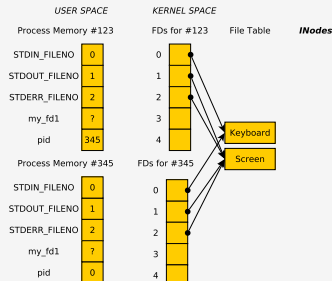 USER SPACE KERNEL SPACE
Process Memory #123 FDs for #123 File Table INodes
STDIN_FILENO 0 0
STDOUT_FILENO 1 1
STDERR_FILENO 2 2
my_fd1 ? 3
pid 345 4
Keyboard
Screen
Process Memory #345 FDs for #345
STDIN_FILENO 0 0
STDOUT_FILENO 1 1
STDERR_FILENO 2 2
my_fd1 ? 3
pid 0 4